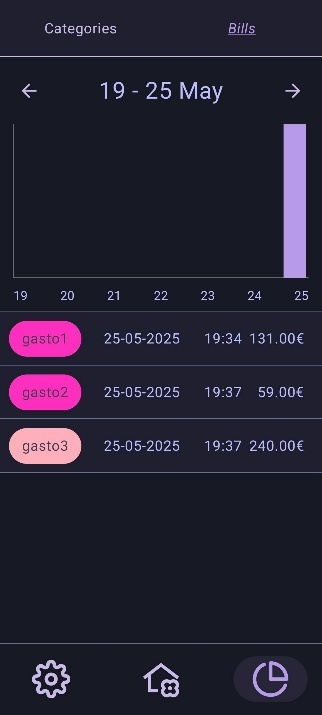 Categories Bills
19 - 25 May
19 20 21 22 23 24 25
gasto1 25-05-2025 19:34 131.00€
gasto2 25-05-2025 19:37 59.00€
gasto3 25-05-2025 19:37 240.00€